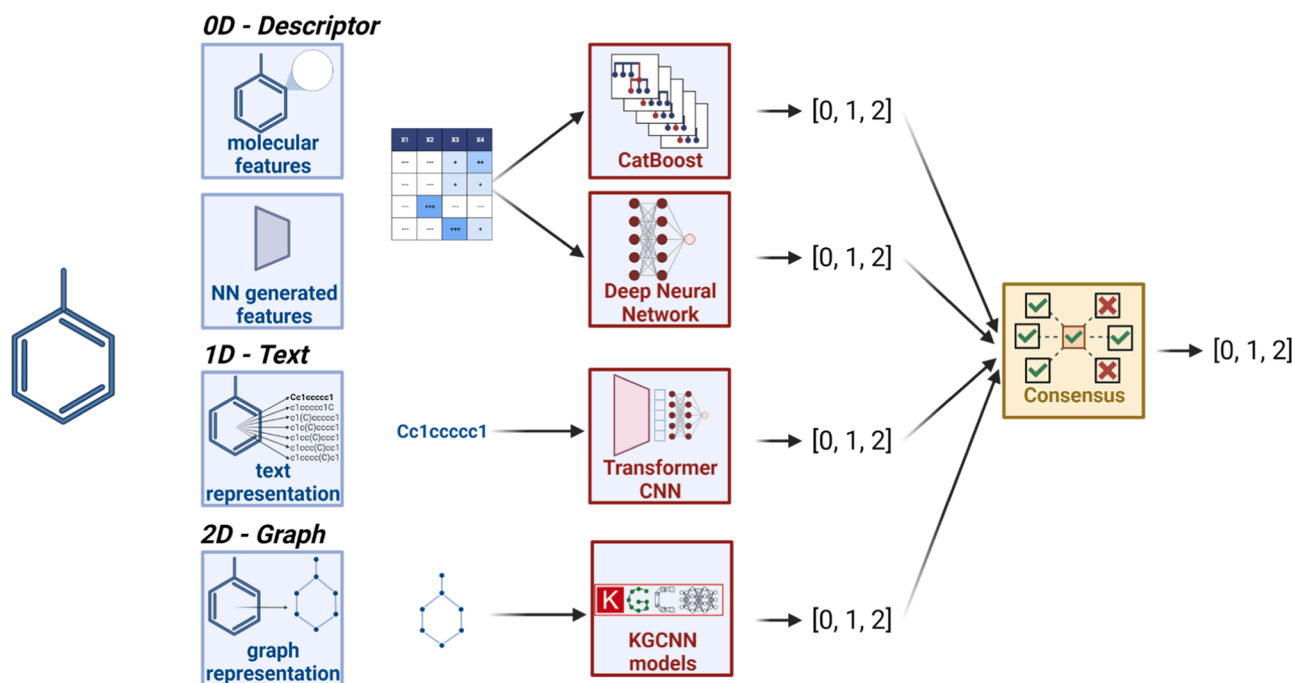 0D - Descriptor
molecular
features
NN generated
features
X1 X2 X3 X4
--- --- + ++
--- --- + +
--- +++ --- ---
--- --- +++ +
CatBoost
[0, 1, 2]
Deep Neural
Network
[0, 1, 2]
1D - Text
Cc1ccccc1
c1ccccc1C
c1(C)ccccc1
c1c(C)cccc1
c1cc(C)ccc1
c1ccc(C)cc1
c1cccc(C)c1
text
representation
Cc1ccccc1
Transformer
CNN
[0, 1, 2]
2D - Graph
graph
representation
K G C
KGCNN
models
[0, 1, 2]
Consensus
[0, 1, 2]